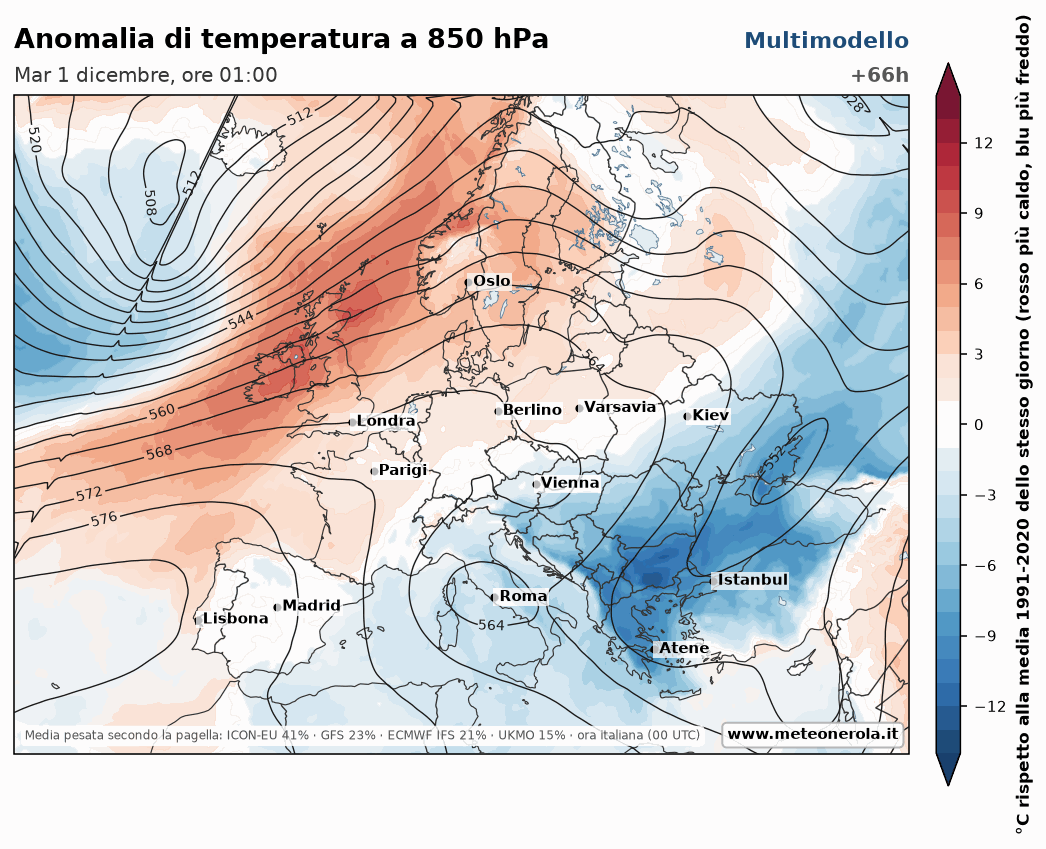 Anomalia di temperatura a 850 hPa
Multimodello
Mar 1 dicembre, ore 01:00
+66h
520
512
528
512
508
544
560
568
572
576
552
564
Oslo
Londra
Berlino
Varsavia
Kiev
Parigi
Vienna
Istanbul
Roma
Madrid
Lisbona
Atene
12
9
6
3
0
−3
−6
−9
−12
°C rispetto alla media 1991-2020 dello stesso giorno (rosso più caldo, blu più freddo)
Media pesata secondo la pagella: ICON-EU 41% · GFS 23% · ECMWF IFS 21% · UKMO 15% · ora italiana (00 UTC)
www.meteonerola.it